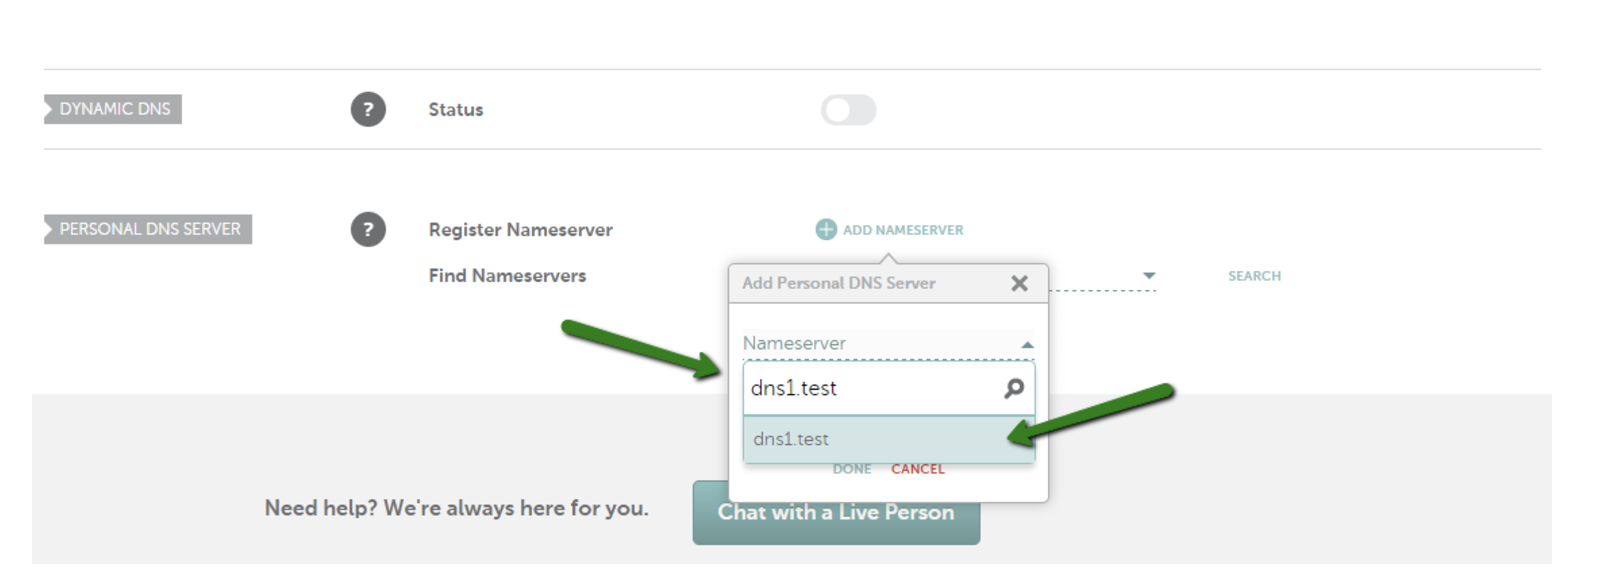 DYNAMIC DNS
?
Status
PERSONAL DNS SERVER
?
Register Nameserver
ADD NAMESERVER
Find Nameservers
SEARCH
Add Personal DNS Server
Nameserver
dns1.test
dns1.test
DONE CANCEL
Need help? We're always here for you.
Chat with a Live Person